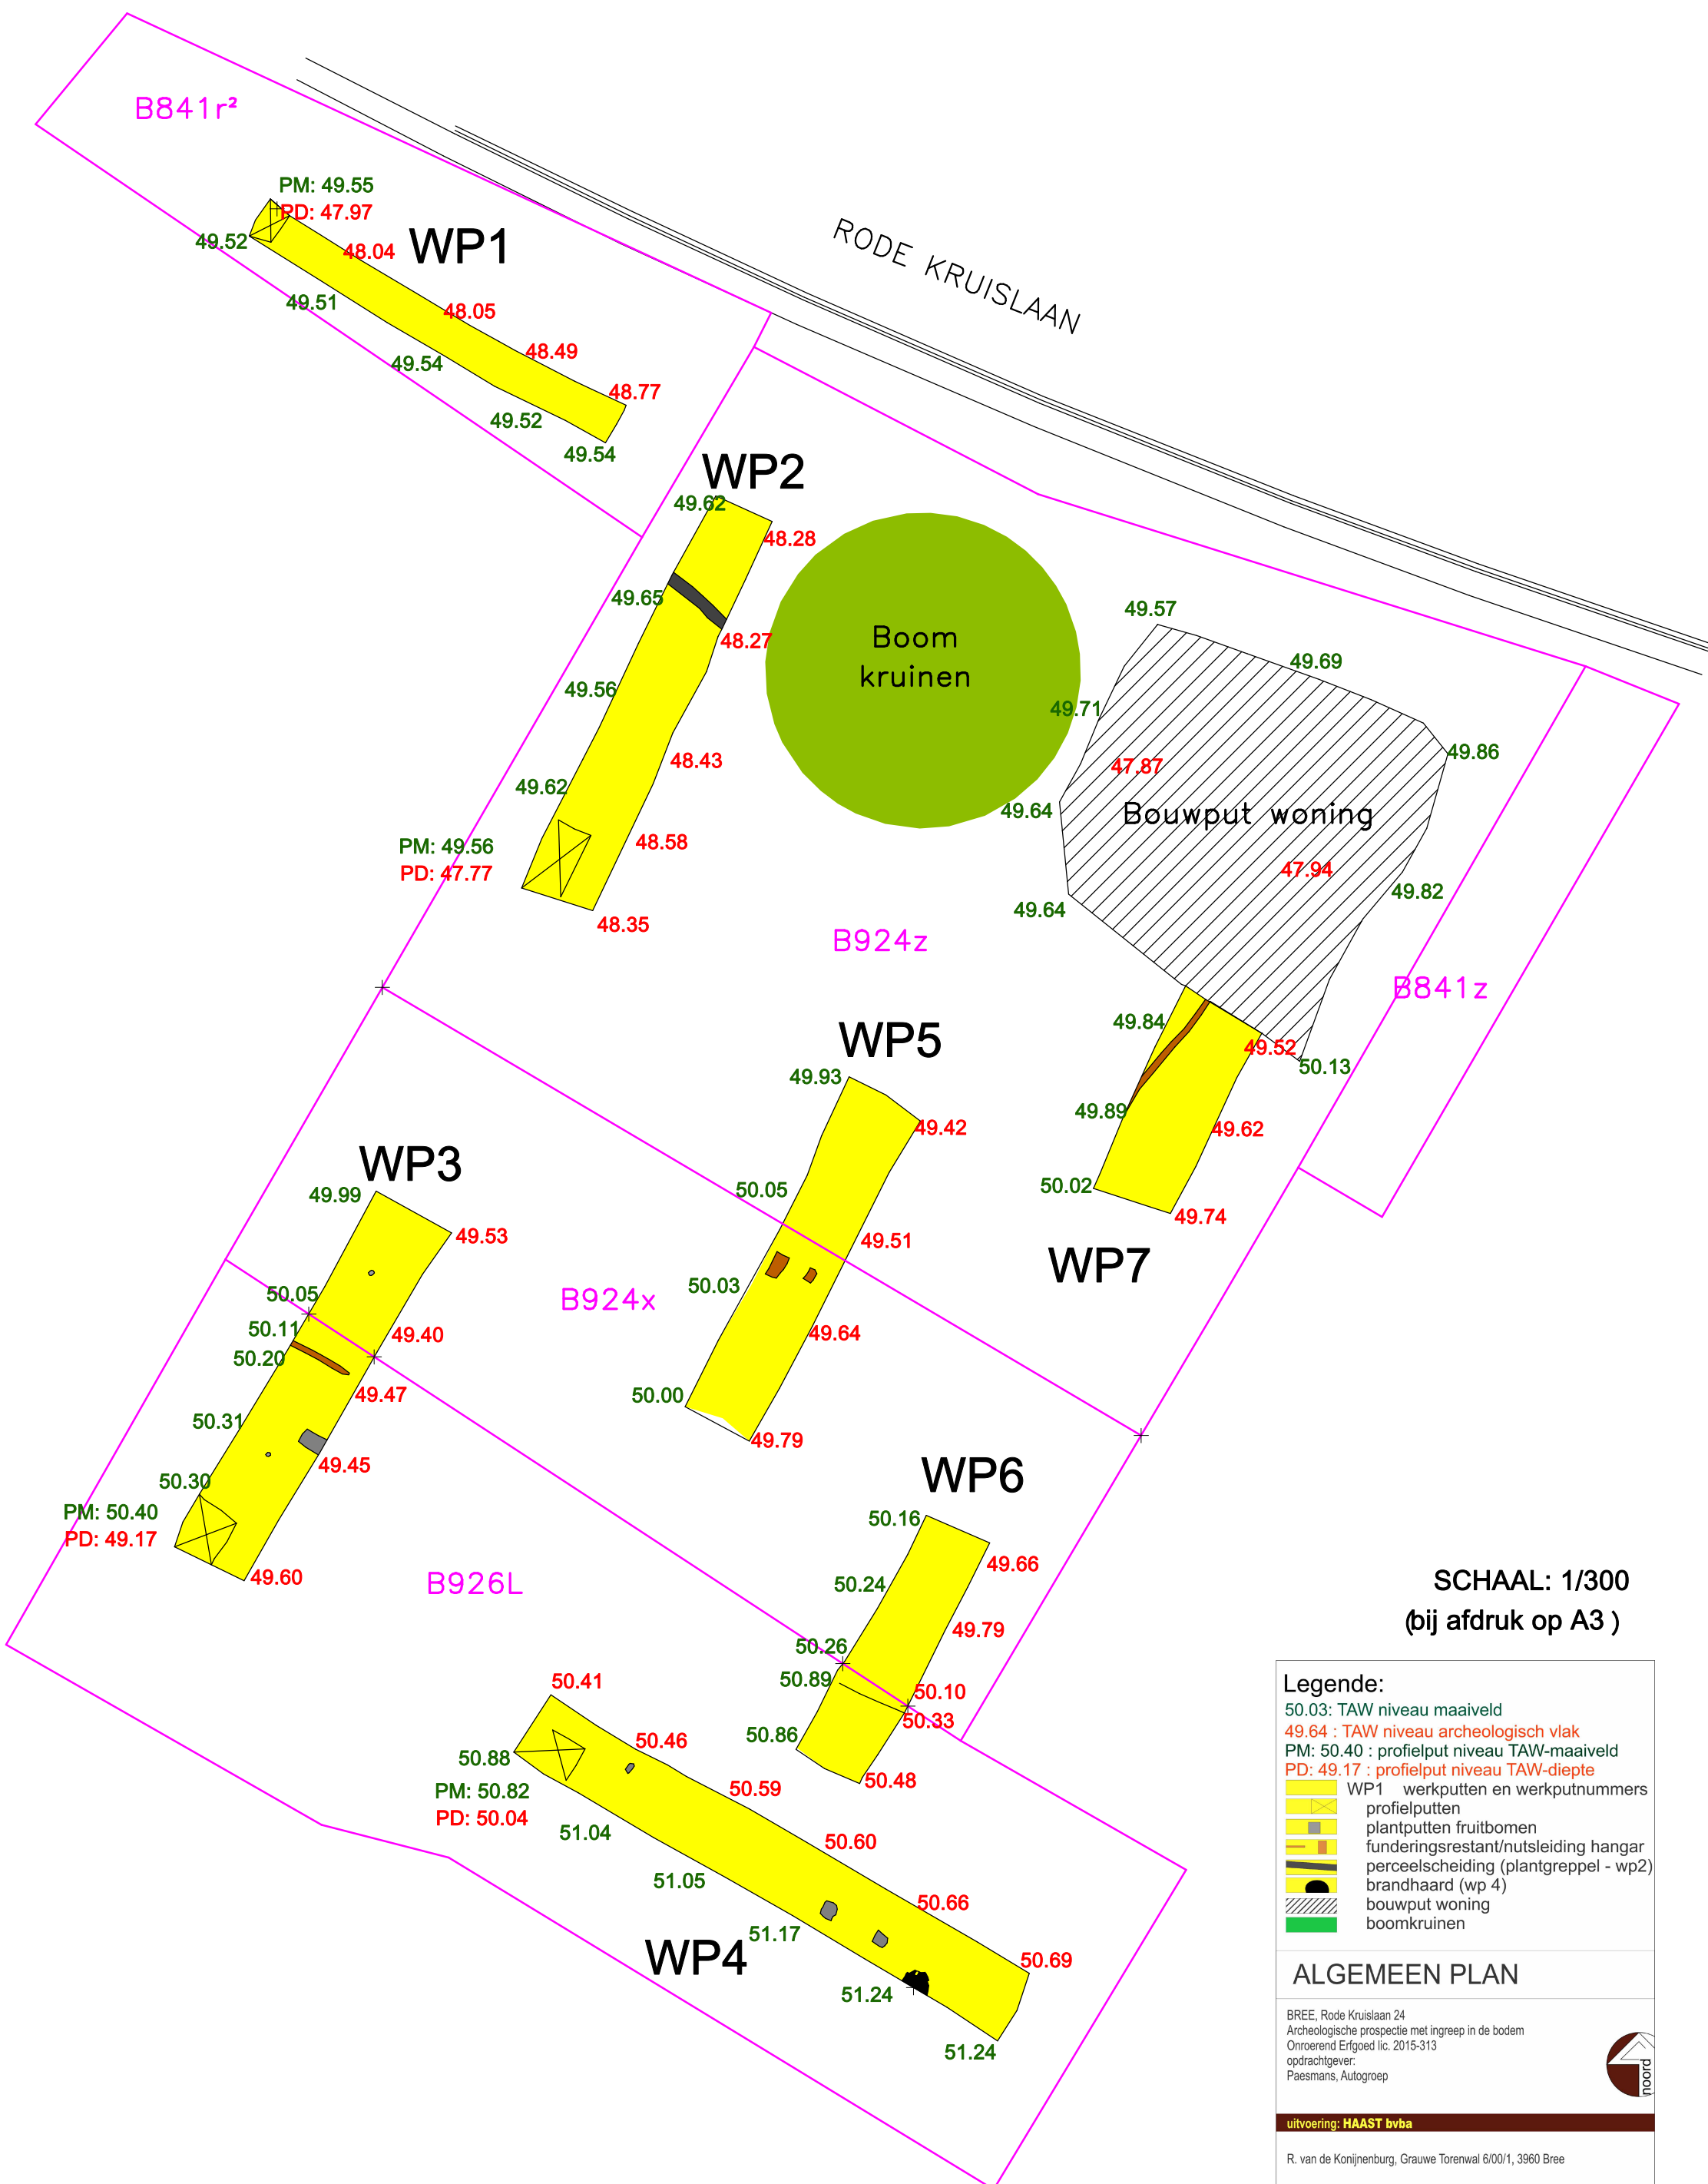 B841r²
PM: 49.55
PD: 47.97
49.52
48.04
WP1
RODE KRUISLAAN
49.51
48.05
49.54
48.49
48.77
49.52
49.54
WP2
49.62
48.28
49.65
48.27
Boom
kruinen
49.57
49.69
49.56
49.71
49.86
48.43
47.87
49.62
49.64
Bouwput woning
PM: 49.56
PD: 47.77
48.58
47.94
49.82
48.35
49.64
B924z
B841z
49.84
WP5
49.52
50.13
49.93
49.89
49.42
49.62
WP3
49.99
50.05
50.02
49.74
49.53
49.51
WP7
50.03
50.05
B924x
50.11
49.40
49.64
50.20
49.47
50.00
50.31
49.79
49.45
50.30
WP6
PM: 50.40
PD: 49.17
50.16
49.66
49.60
B926L
50.24
SCHAAL: 1/300
(bij afdruk op A3 )
49.79
50.26
50.89
50.10
50.41
50.33
50.86
50.46
50.88
50.48
PM: 50.82
PD: 50.04
50.59
51.04
50.60
51.05
50.66
51.17
WP4
50.69
51.24
51.24
Legende:
50.03: TAW niveau maaiveld
49.64 : TAW niveau archeologisch vlak
PM: 50.40 : profielput niveau TAW-maaiveld
PD: 49.17 : profielput niveau TAW-diepte
WP1 werkputten en werkputnummers
profielputten
plantputten fruitbomen
funderingsrestant/nutsleiding hangar
perceelscheiding (plantgreppel - wp2)
brandhaard (wp 4)
bouwput woning
boomkruinen
ALGEMEEN PLAN
BREE, Rode Kruislaan 24
Archeologische prospectie met ingreep in de bodem
Onroerend Erfgoed lic. 2015-313
opdrachtgever:
Paesmans, Autogroep
noord
uitvoering: HAAST bvba
R. van de Konijnenburg, Grauwe Torenwal 6/00/1, 3960 Bree